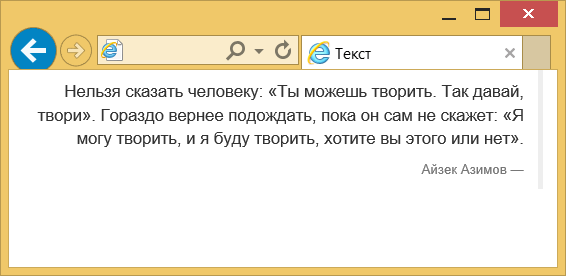 Текст
Нельзя сказать человеку: «Ты можешь творить. Так давай,
твори». Гораздо вернее подождать, пока он сам не скажет: «Я
могу творить, и я буду творить, хотите вы этого или нет».
Айзек Азимов —